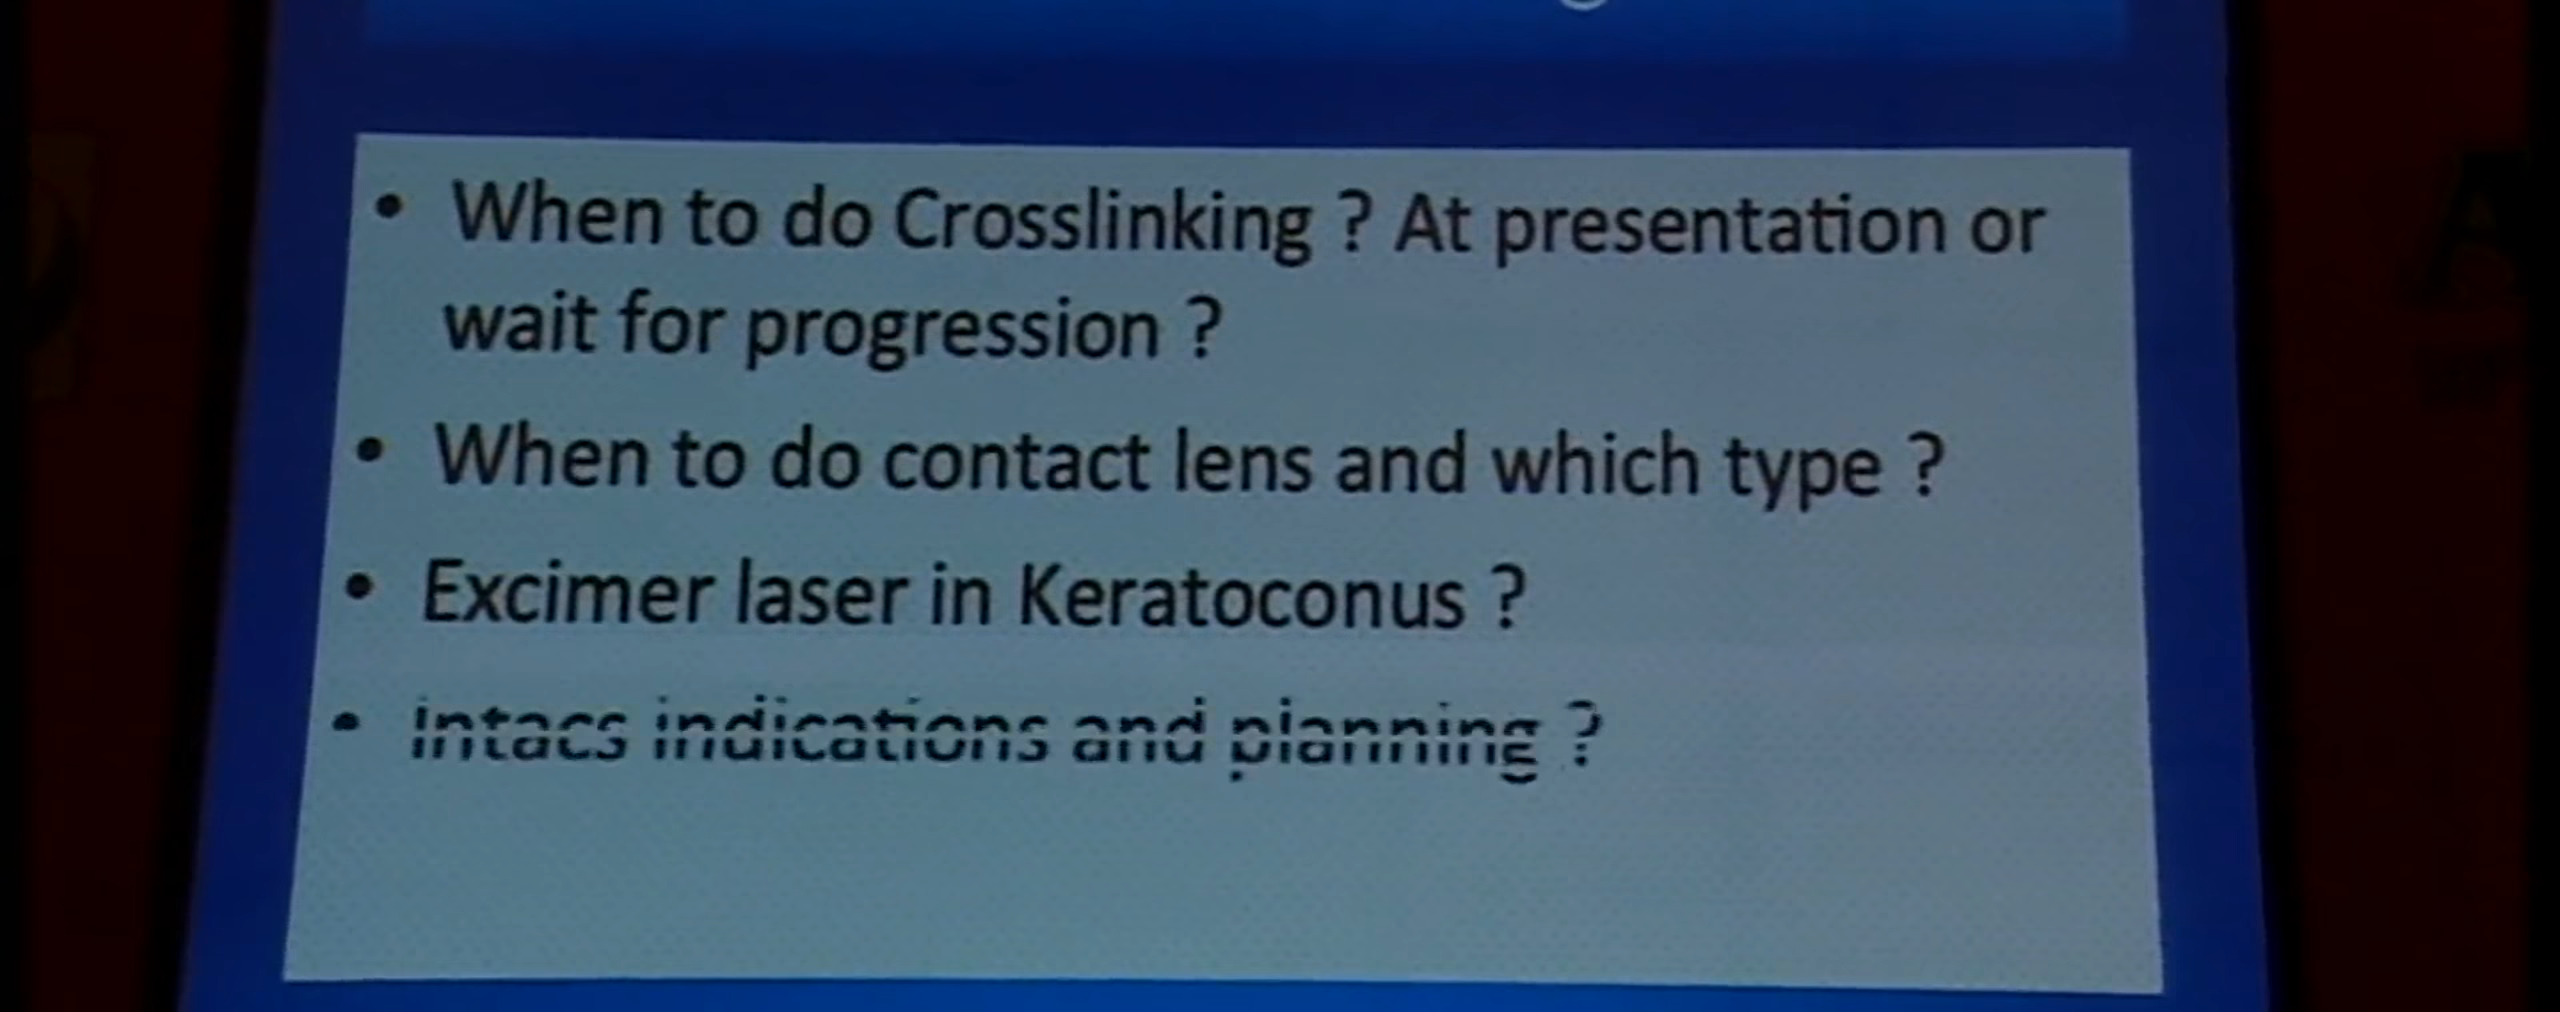 • When to do Crosslinking ? At presentation or
wait for progression ?
• When to do contact lens and which type ?
• Excimer laser in Keratoconus ?
• Intacs indications and planning ?